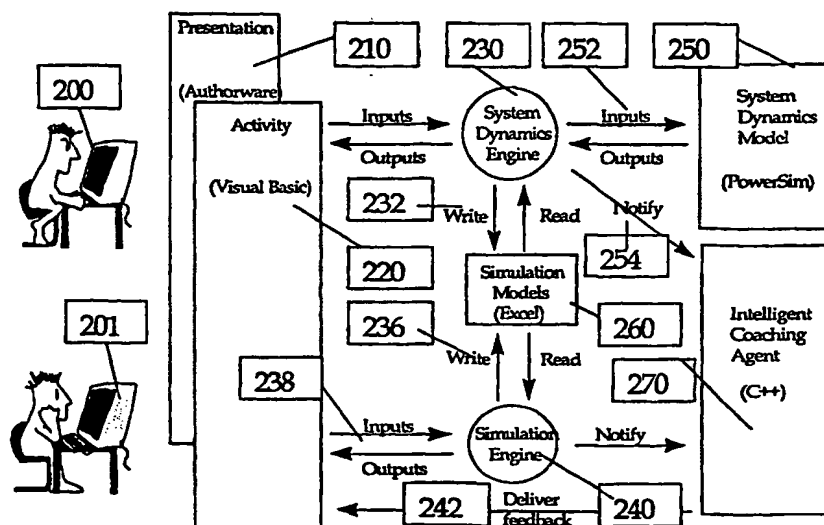 Presentation
210
230
252
250
200
(Authorware)
Activity
Inputs
Outputs
System
Dynamics
Engine
Inputs
Outputs
System
Dynamics
Model
(PowerSim)
(Visual Basic)
232
Write
Read
Notify
254
220
Simulation
Models
(Excel)
236
260
201
Intelligent
Coaching
Agent
(C++)
238
Write
Read
270
Inputs
Outputs
Simulation
Engine
Notify
242
Deliver
feedback
240